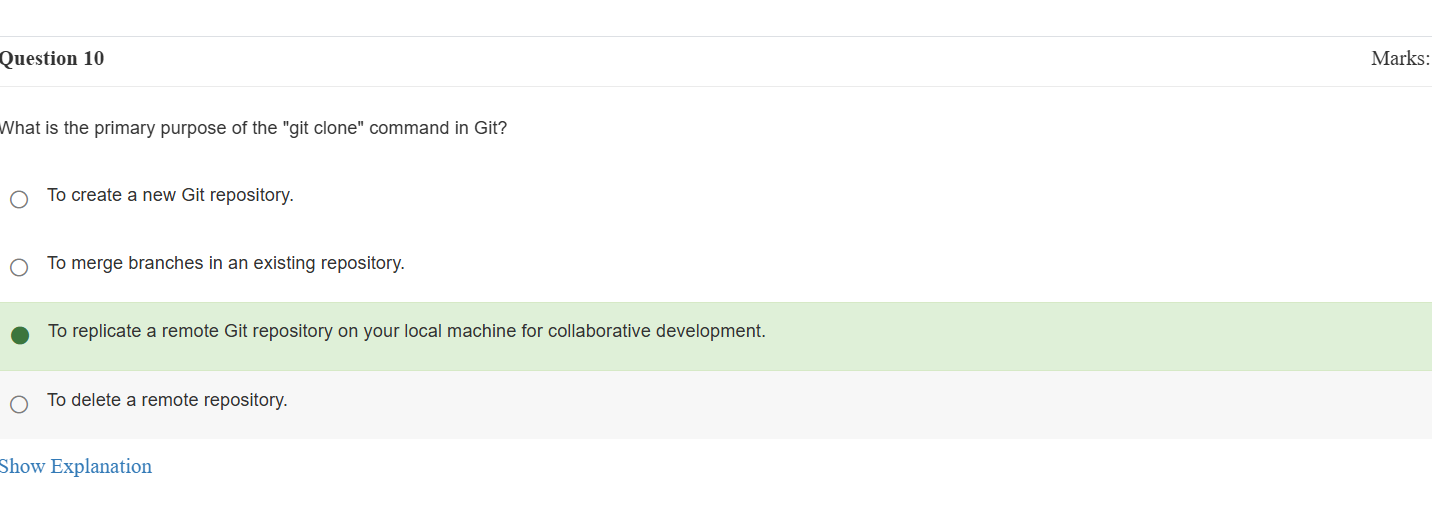 Question 10
Marks:
What is the primary purpose of the "git clone" command in Git?
To create a new Git repository.
To merge branches in an existing repository.
To replicate a remote Git repository on your local machine for collaborative development.
To delete a remote repository.
Show Explanation